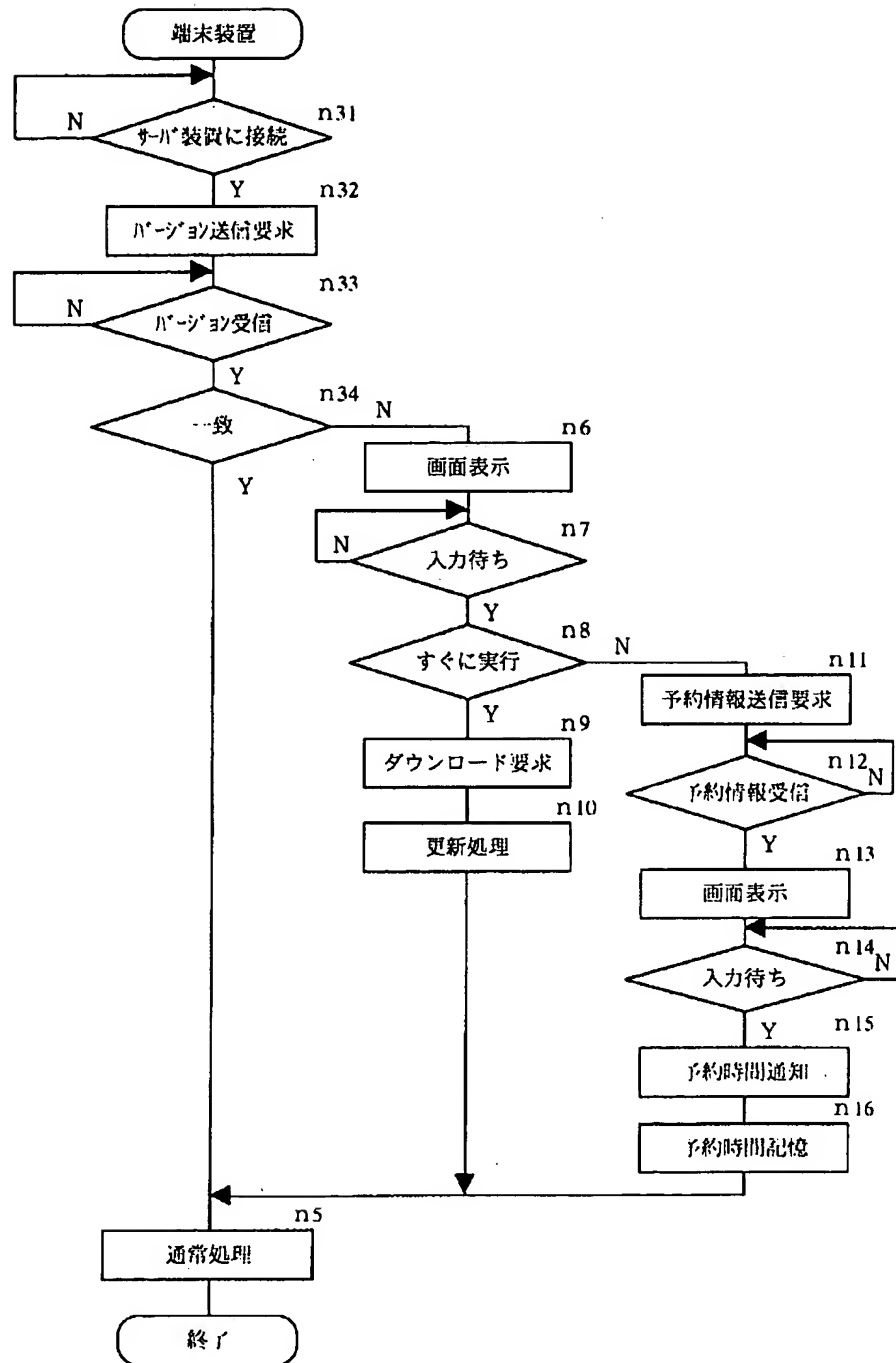 端末装置
n31
N
サーバ装置に接続
Y
n32
バージョン送信要求
n33
N
バージョン受信
Y
n34
一致
N
Y
n6
画面表示
n7
N
入力待ち
Y
n8
すぐに実行
N
Y
n9
ダウンロード要求
n10
更新処理
n11
予約情報送信要求
n12
N
予約情報受信
Y
n13
画面表示
n14
N
入力待ち
Y
n15
予約時間通知
n16
予約時間記憶
n5
通常処理
終了